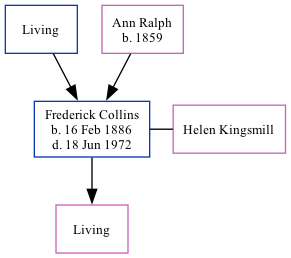 Living
Ann Ralph
b. 1859
Frederick Collins
b. 16 Feb 1886
d. 18 Jun 1972
Helen Kingsmill
Living